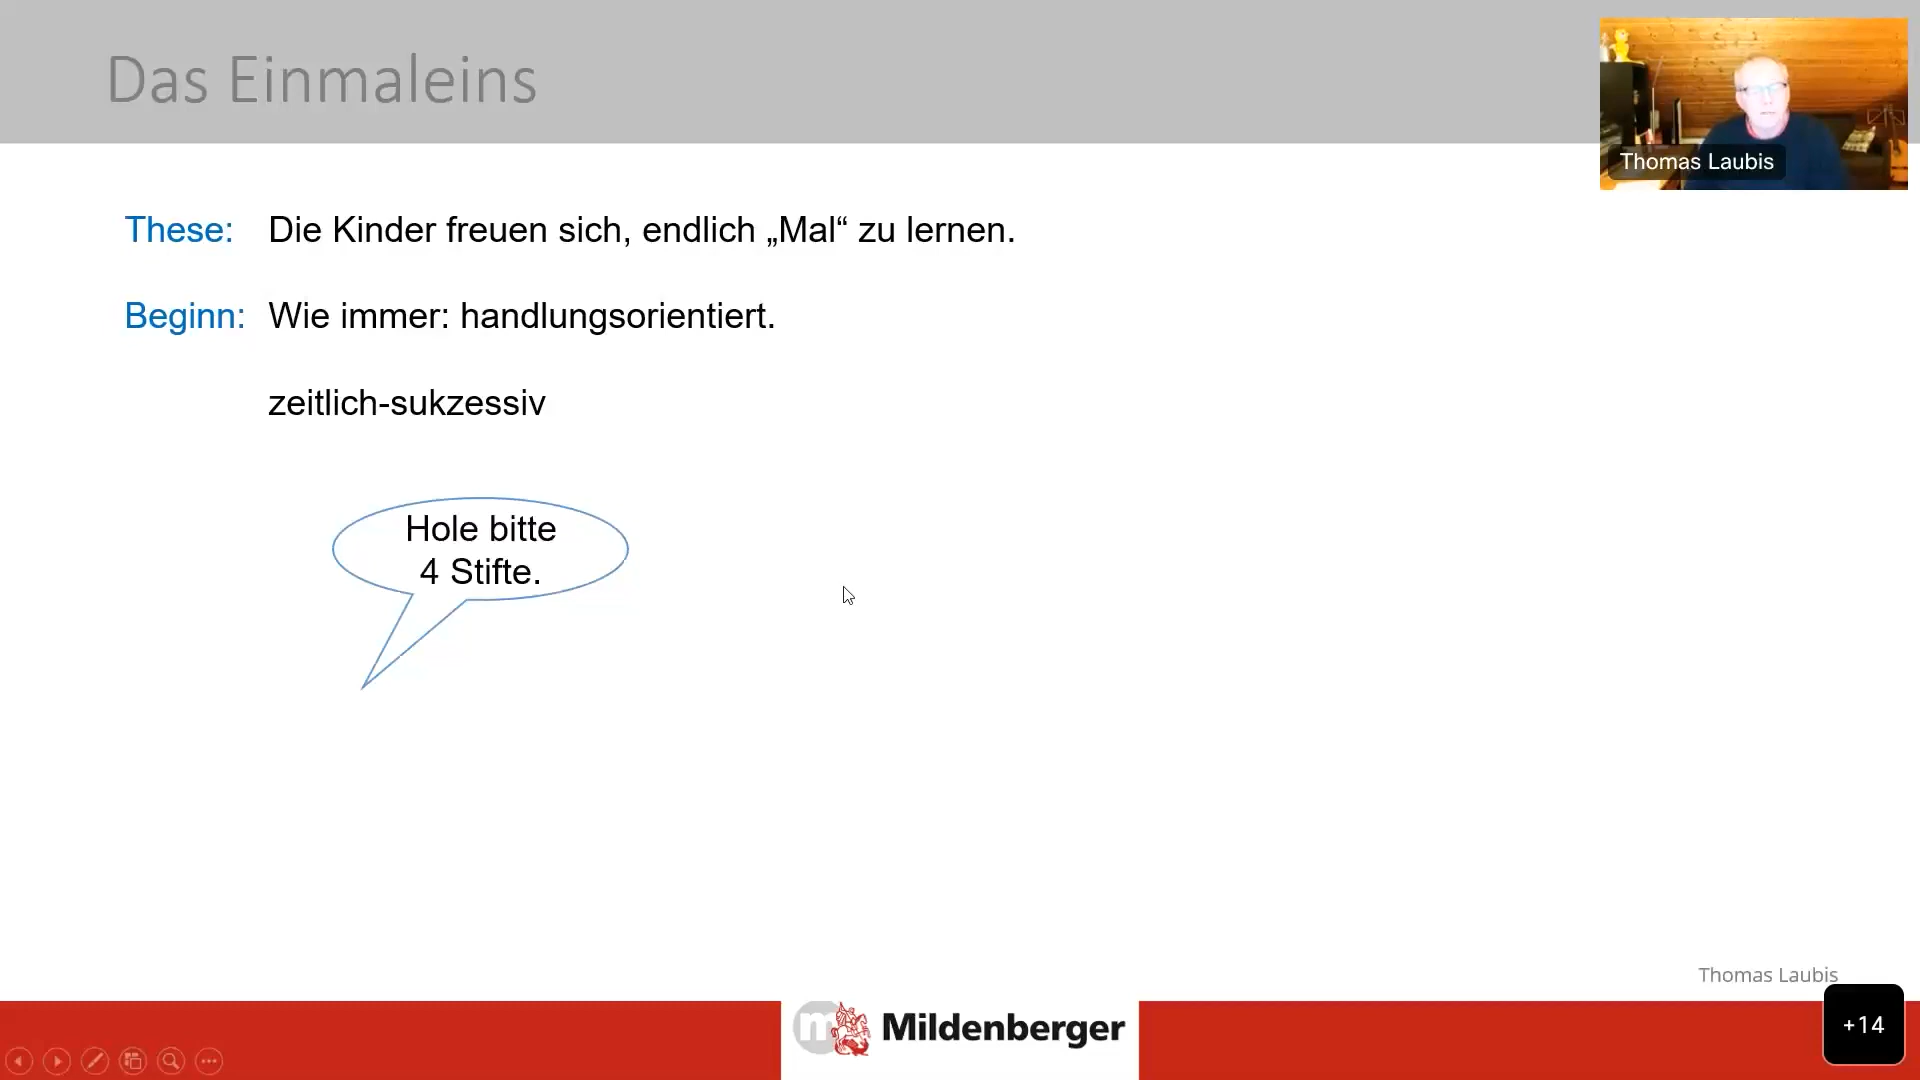 Das Einmaleins
Thomas Laubis
These: Die Kinder freuen sich, endlich „Mal“ zu lernen.
Beginn: Wie immer: handlungsorientiert.
zeitlich-sukzessiv
Hole bitte
4 Stifte.
Thomas Laubis
m Mildenberger
+14